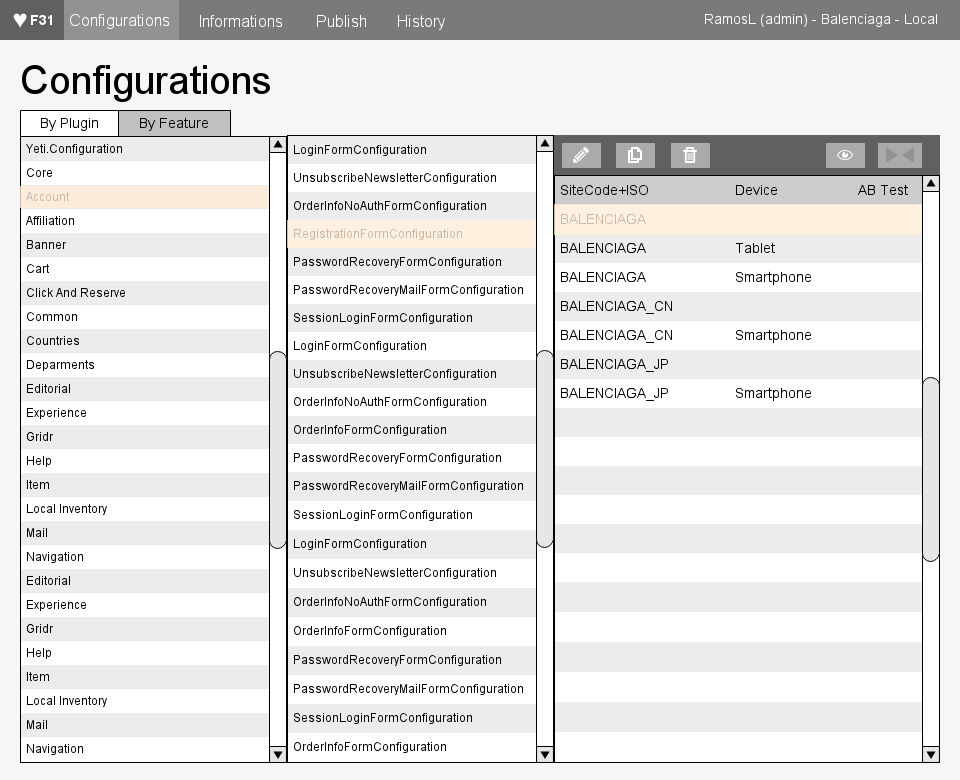 ♥ F31 Configurations Informations Publish History RamosL (admin) - Balenciaga - Local
Configurations
By Plugin By Feature
Yeti.Configuration
Core
Account
Affiliation
Banner
Cart
Click And Reserve
Common
Countries
Deparments
Editorial
Experience
Gridr
Help
Item
Local Inventory
Mail
Navigation
Editorial
Experience
Gridr
Help
Item
Local Inventory
Mail
Navigation
LoginFormConfiguration
UnsubscribeNewsletterConfiguration
OrderInfoNoAuthFormConfiguration
RegistrationFormConfiguration
PasswordRecoveryFormConfiguration
PasswordRecoveryMailFormConfiguration
SessionLoginFormConfiguration
LoginFormConfiguration
UnsubscribeNewsletterConfiguration
OrderInfoNoAuthFormConfiguration
OrderInfoFormConfiguration
PasswordRecoveryFormConfiguration
PasswordRecoveryMailFormConfiguration
SessionLoginFormConfiguration
LoginFormConfiguration
UnsubscribeNewsletterConfiguration
OrderInfoNoAuthFormConfiguration
OrderInfoFormConfiguration
PasswordRecoveryFormConfiguration
PasswordRecoveryMailFormConfiguration
SessionLoginFormConfiguration
OrderInfoFormConfiguration
SiteCode+ISO Device AB Test
BALENCIAGA
BALENCIAGA Tablet
BALENCIAGA Smartphone
BALENCIAGA_CN
BALENCIAGA_CN Smartphone
BALENCIAGA_JP
BALENCIAGA_JP Smartphone